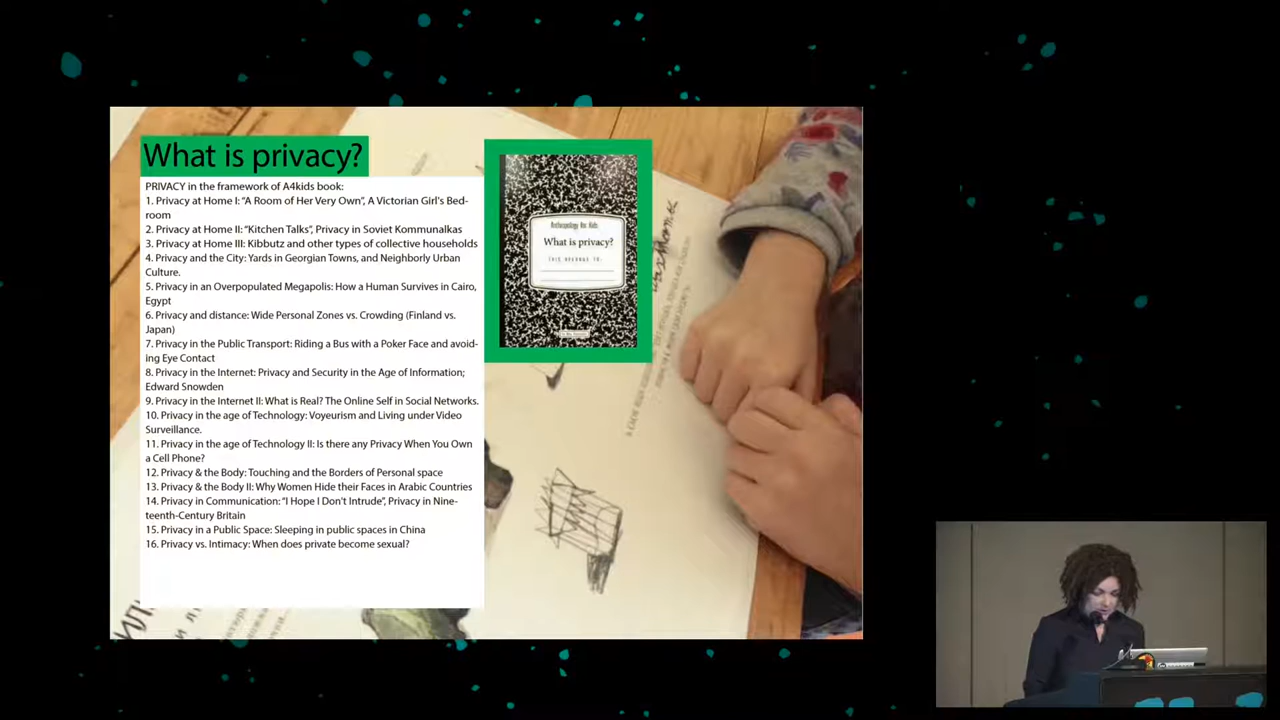 What is privacy?
PRIVACY in the framework of A4kids book:
1. Privacy at Home I: “A Room of Her Very Own”, A Victorian Girl's Bed-
room
2. Privacy at Home II: “Kitchen Talks”, Privacy in Soviet Kommunalkas
3. Privacy at Home III: Kibbutz and other types of collective households
4. Privacy and the City: Yards in Georgian Towns, and Neighborly Urban
Culture.
5. Privacy in an Overpopulated Megapolis: How a Human Survives in Cairo,
Egypt
6. Privacy and distance: Wide Personal Zones vs. Crowding (Finland vs.
Japan)
7. Privacy in the Public Transport: Riding a Bus with a Poker Face and avoid-
ing Eye Contact
8. Privacy in the Internet: Privacy and Security in the Age of Information;
Edward Snowden
9. Privacy in the Internet II: What is Real? The Online Self in Social Networks.
10. Privacy in the age of Technology: Voyeurism and Living under Video
Surveillance.
11. Privacy in the age of Technology II: Is there any Privacy When You Own
a Cell Phone?
12. Privacy & the Body: Touching and the Borders of Personal space
13. Privacy & the Body II: Why Women Hide their Faces in Arabic Countries
14. Privacy in Communication: “I Hope I Don't Intrude”, Privacy in Nine-
teenth-Century Britain
15. Privacy in a Public Space: Sleeping in public spaces in China
16. Privacy vs. Intimacy: When does private become sexual?
Anthropology for Kids
What is privacy?
THIS BELONGS TO: